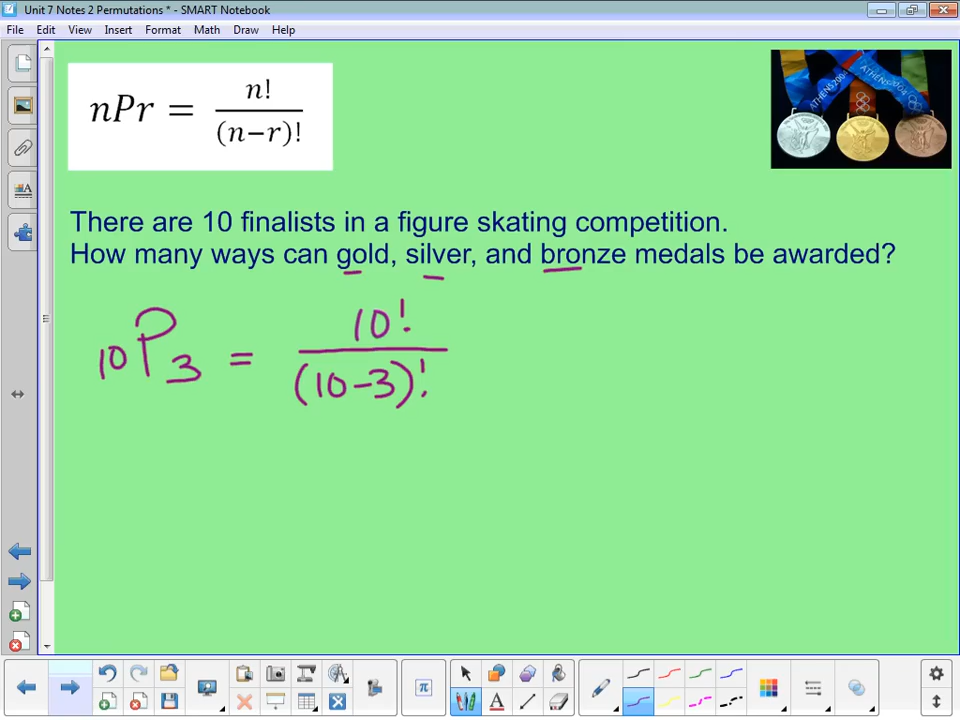 Unit 7 Notes 2 Permutations * - SMART Notebook
File Edit View Insert Format Math Draw Help
nPr = n!/(n−r)!
ATHENS 2004
There are 10 finalists in a figure skating competition.
How many ways can gold, silver, and bronze medals be awarded?
10P3 = 10!/(10-3)!